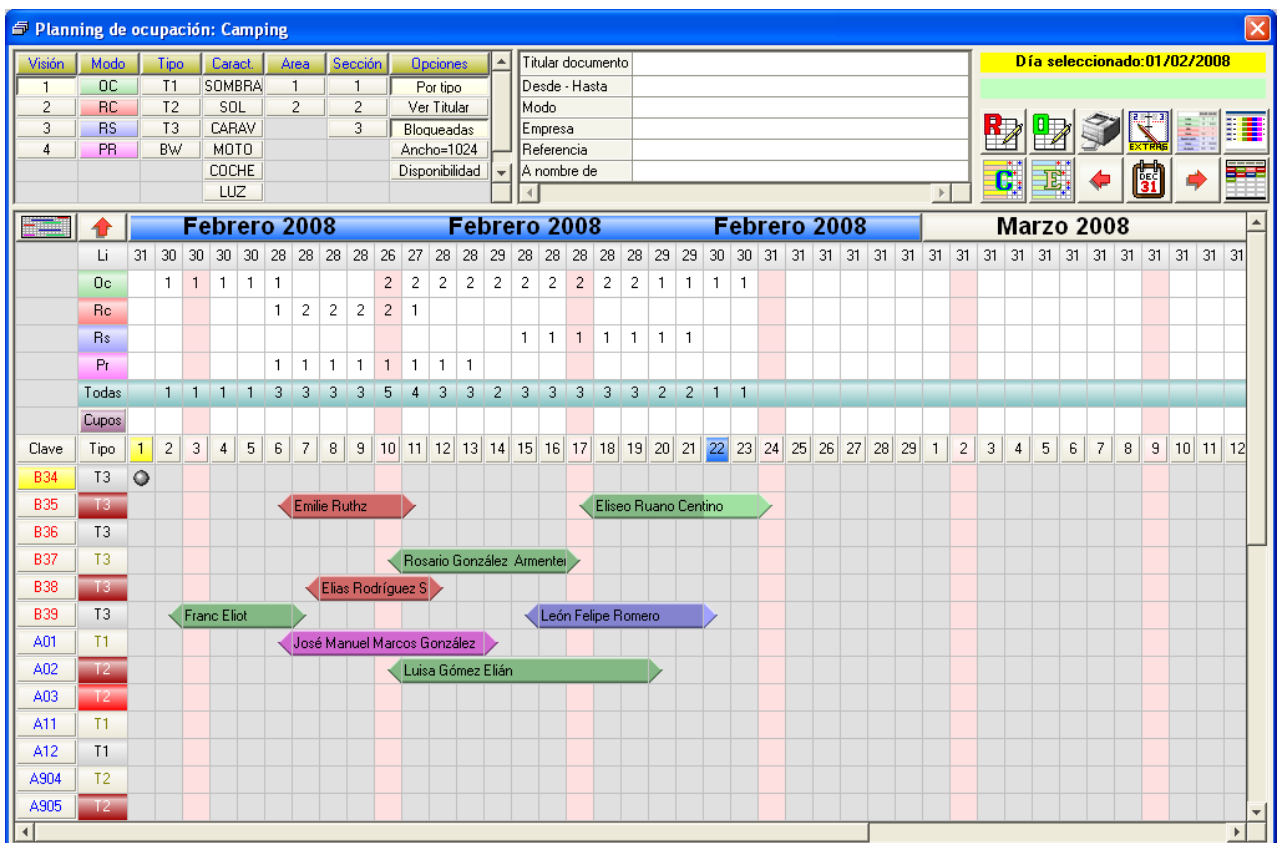 Planning de ocupación: Camping
Visión Modo Tipo Caract. Area Sección Opciones
1 OC T1 SOMBRA 1 1 Por tipo
2 RC T2 SOL 2 2 Ver Titular
3 RS T3 CARAV 3 Bloqueadas
4 PR BW MOTO Ancho=1024
COCHE Disponibilidad
LUZ
Titular documento
Desde - Hasta
Modo
Empresa
Referencia
A nombre de
Día seleccionado:01/02/2008
R 0 EXTRAS
C E DEC 31
Febrero 2008 Febrero 2008 Febrero 2008 Marzo 2008
Li 31 30 30 30 30 28 28 28 28 26 27 28 28 29 28 28 28 28 28 29 29 30 30 31 31 31 31 31 31 31 31 31 31 31 31 31 31 31 31 31 31
Oc 1 1 1 1 1 2 2 2 2 2 2 2 2 2 2 1 1 1 1
Rc 1 2 2 2 2 1
Rs 1 1 1 1 1 1 1
Pr 1 1 1 1 1 1 1 1
Todas 1 1 1 1 3 3 3 3 5 4 3 3 2 3 3 3 3 3 2 2 1 1
Cupos
Clave Tipo 1 2 3 4 5 6 7 8 9 10 11 12 13 14 15 16 17 18 19 20 21 22 23 24 25 26 27 28 29 1 2 3 4 5 6 7 8 9 10 11 12
B34 T3
B35 T3 Emilie Ruthz Eliseo Ruano Centino
B36 T3
B37 T3 Rosario González Armenter
B38 T3 Elias Rodríguez S
B39 T3 Franc Eliot León Felipe Romero
A01 T1 José Manuel Marcos González
A02 T2 Luisa Gómez Elián
A03 T2
A11 T1
A12 T1
A904 T2
A905 T2